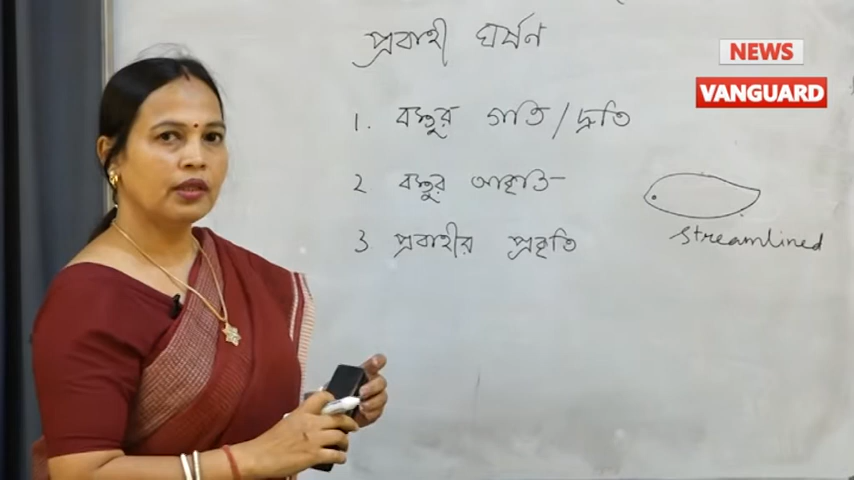 প্রবাহী ঘর্ষণ
NEWS
VANGUARD
1. বস্তুর গতি / দ্রুতি
2 বস্তুর আকৃতি
3 প্রবাহীর প্রকৃতি
streamlined